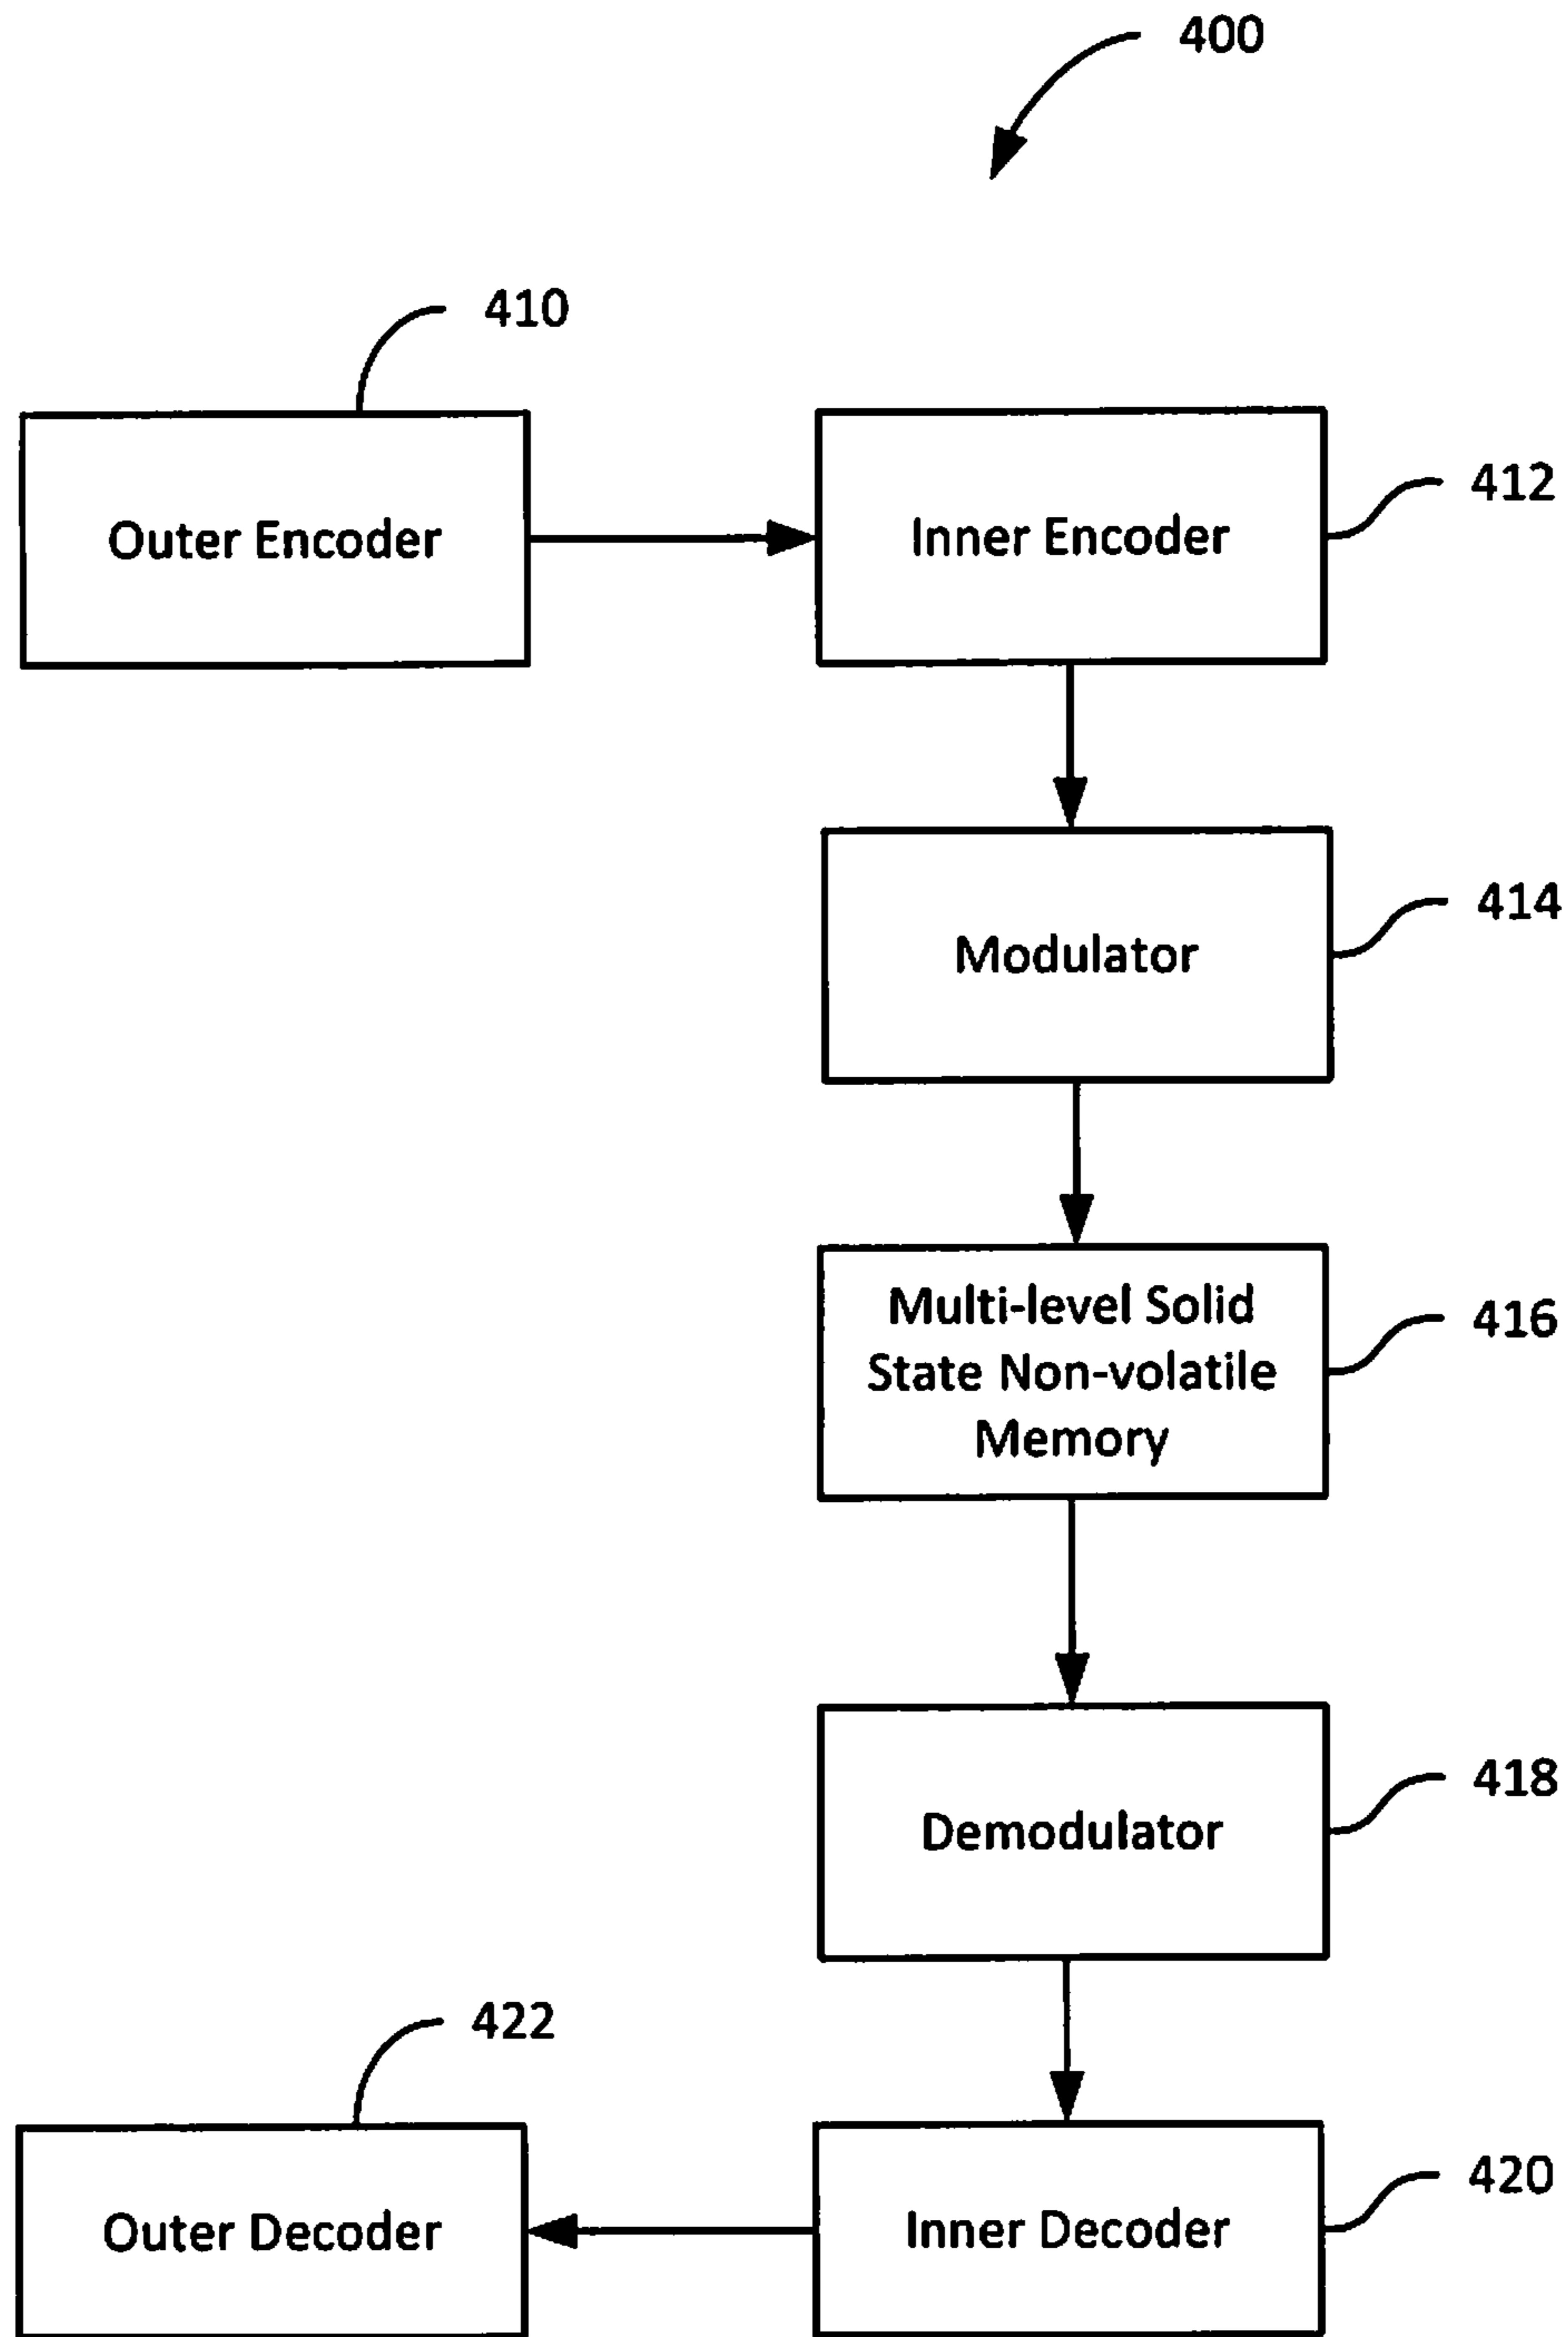 400
410
Outer Encoder
Inner Encoder
412
Modulator
414
Multi-level Solid
State Non-volatile
Memory
416
Demodulator
418
422
Outer Decoder
Inner Decoder
420